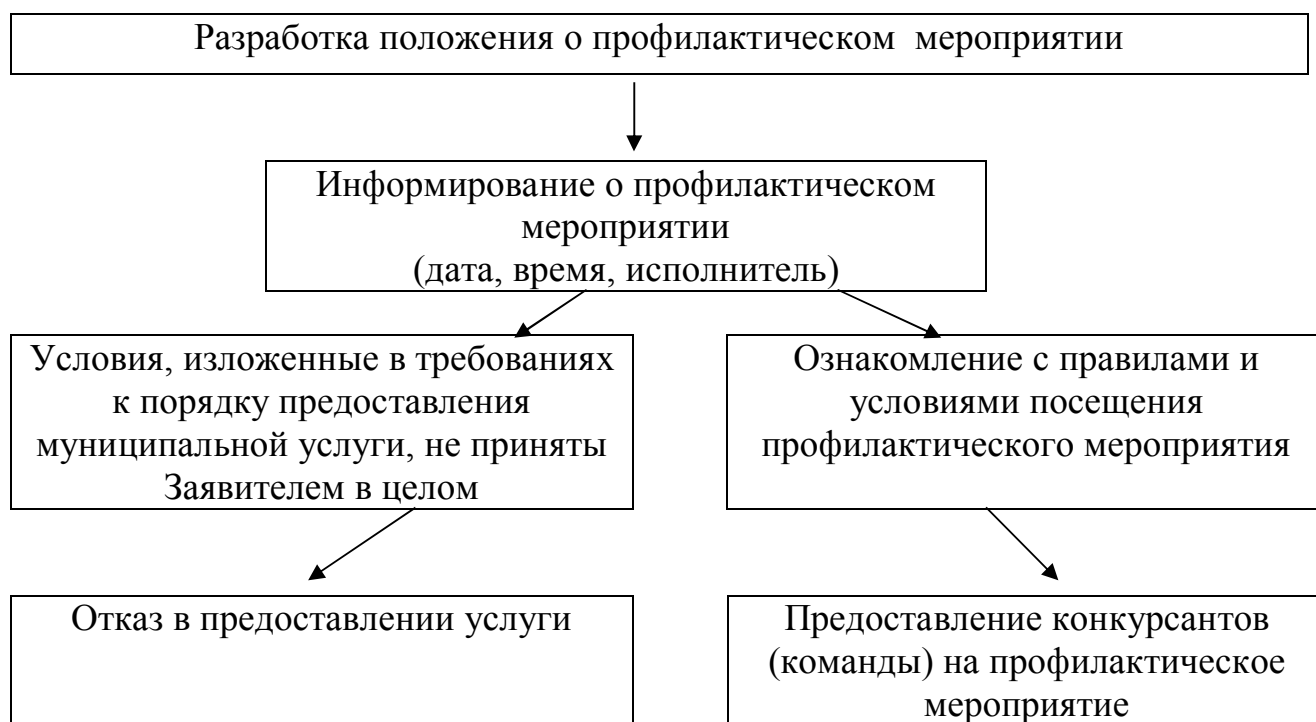 Разработка положения о профилактическом мероприятии
Информирование о профилактическом
мероприятии
(дата, время, исполнитель)
Условия, изложенные в требованиях
к порядку предоставления
муниципальной услуги, не приняты
Заявителем в целом
Ознакомление с правилами и
условиями посещения
профилактического мероприятия
Отказ в предоставлении услуги
Предоставление конкурсантов
(команды) на профилактическое
мероприятие